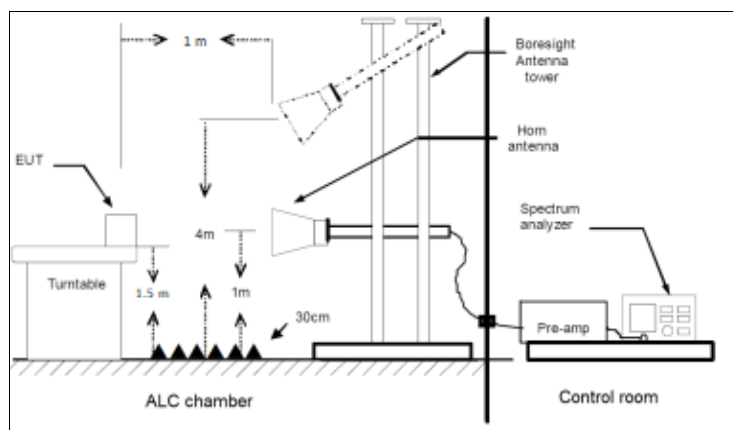 1 m
Boresight
Antenna
tower
Horn
antenna
EUT
Spectrum
analyzer
4m
Turntable
1.5 m
1m
30cm
Pre-amp
ALC chamber
Control room